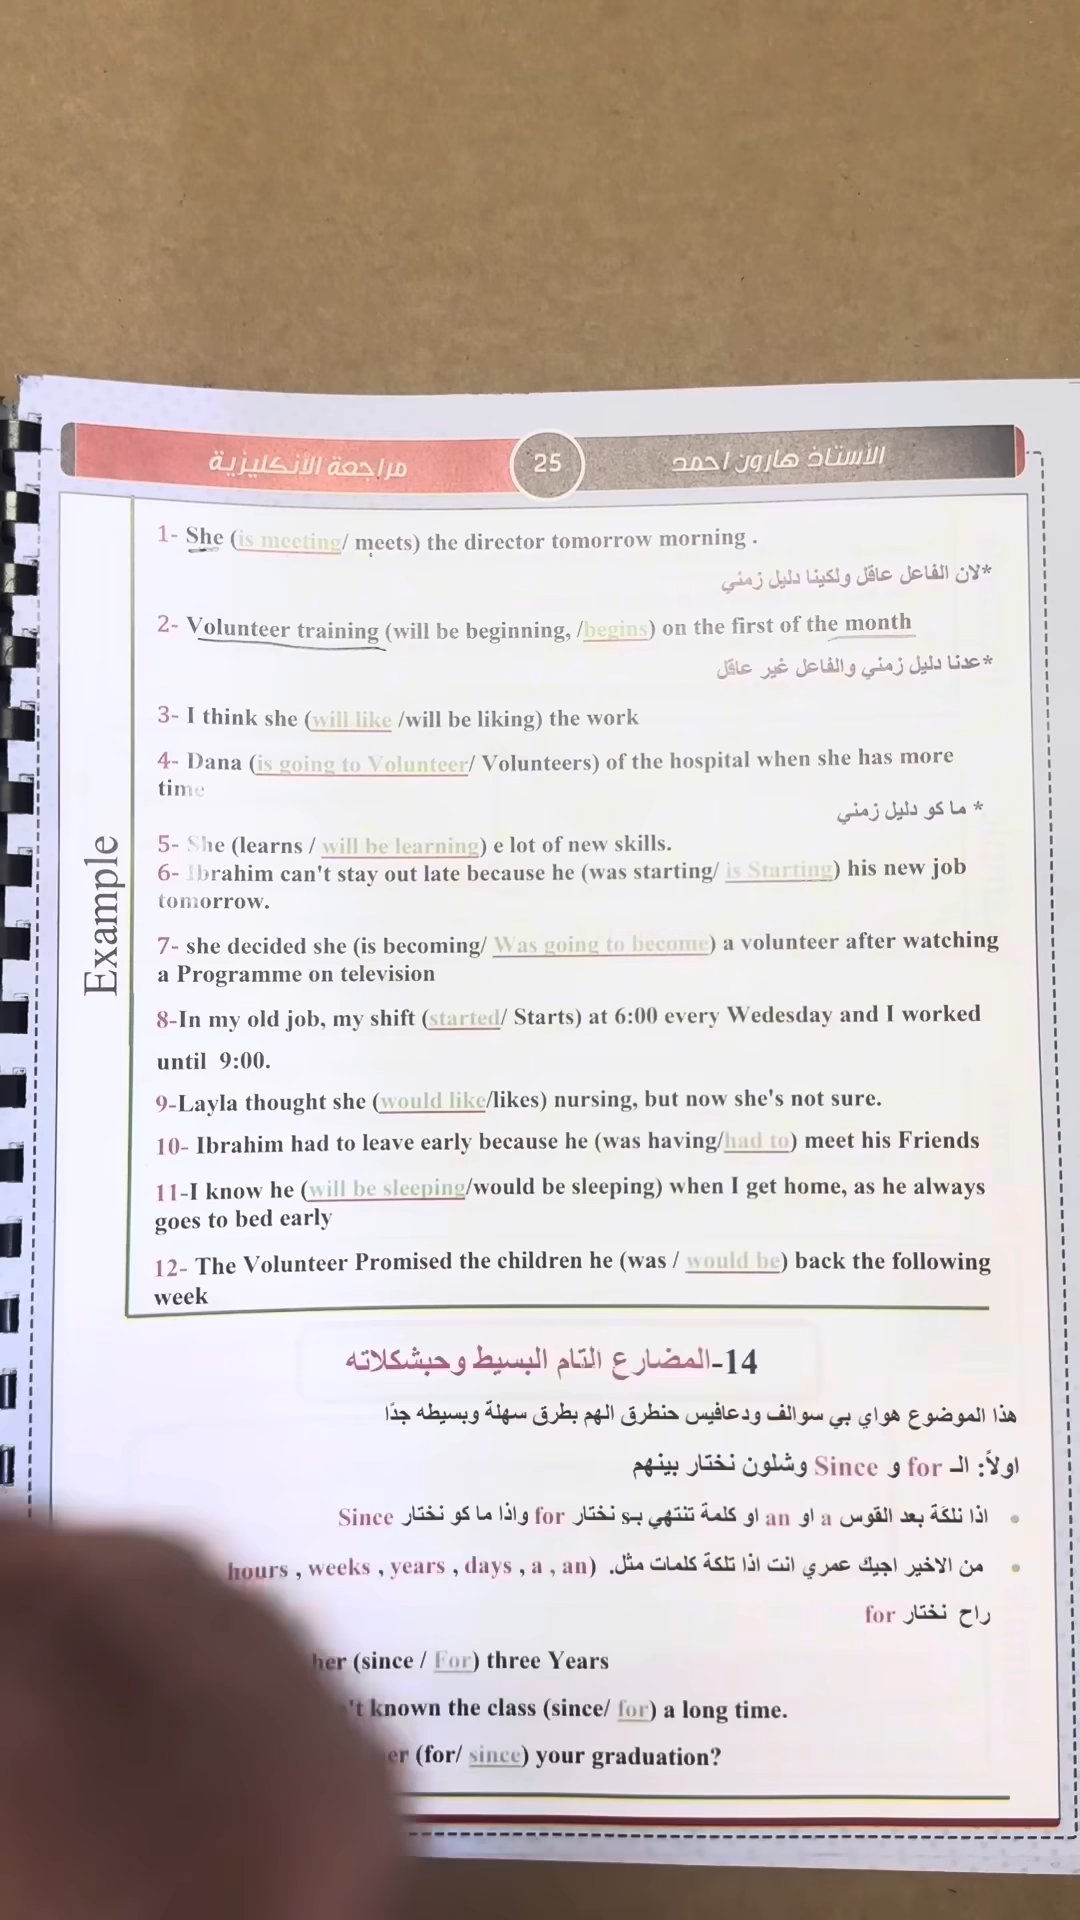 مراجعة الأنكليزية 25 الأستاذ هارون احمد
Example
1- She (is meeting/ meets) the director tomorrow morning .
*لان الفاعل عاقل ولكينا دليل زمني
2- Volunteer training (will be beginning, /begins) on the first of the month
*عدنا دليل زمني والفاعل غير عاقل
3- I think she (will like /will be liking) the work
4- Dana (is going to Volunteer/ Volunteers) of the hospital when she has more
time
* ما كو دليل زمني
5- She (learns / will be learning) e lot of new skills.
6- Ibrahim can't stay out late because he (was starting/ is Starting) his new job
tomorrow.
7- she decided she (is becoming/ Was going to become) a volunteer after watching
a Programme on television
8-In my old job, my shift (started/ Starts) at 6:00 every Wedesday and I worked
until 9:00.
9-Layla thought she (would like/likes) nursing, but now she's not sure.
10- Ibrahim had to leave early because he (was having/had to) meet his Friends
11-I know he (will be sleeping/would be sleeping) when I get home, as he always
goes to bed early
12- The Volunteer Promised the children he (was / would be) back the following
week
14-المضارع التام البسيط وحبشكلاته
هذا الموضوع هواي بي سوالف ودعافيس حنطرق الهم بطرق سهلة وبسيطه جدًا
اولاً: الـ for و Since وشلون نختار بينهم
اذا نلكَة بعد القوس a او an او كلمة تنتهي بـs نختار for واذا ما كو نختار Since
من الاخير اجيك عمري انت اذا تلكة كلمات مثل. (hours , weeks , years , days , a , an
راح نختار for
her (since / For) three Years
't known the class (since/ for) a long time.
er (for/ since) your graduation?